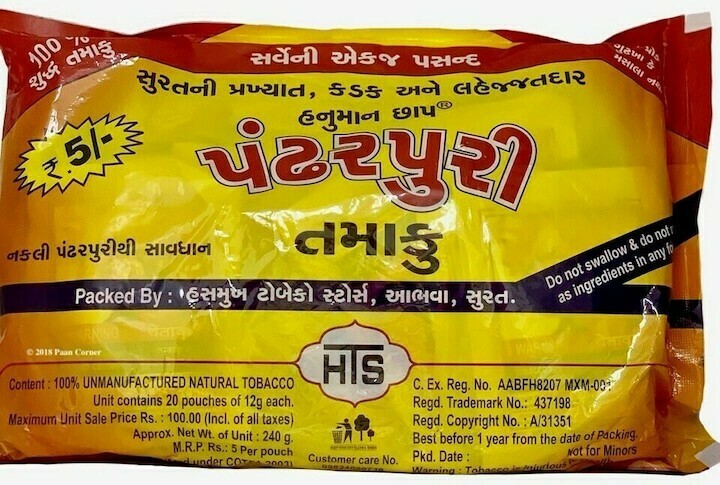 100%
શુદ્ધ તમાકુ
સર્વેની એકજ પસન્દ
સુરતની પ્રખ્યાત, કડક અને લહેજ્જતદાર
હનુમાન છાપ®
₹.5/-
પંઢરપુરી
તમાકુ
નકલી પંઢરપુરીથી સાવધાન
Do not swallow & do not
as ingredients in any
Packed By : હસમુખ ટોબેકો સ્ટોર્સ, આભવા, સુરત.
© 2018 Paan Corner
HTS
Content : 100% UNMANUFACTURED NATURAL TOBACCO
Unit contains 20 pouches of 12g each.
Maximum Unit Sale Price Rs. : 100.00 (Incl. of all taxes)
Approx. Net Wt. of Unit : 240 g.
M.R.P. Rs.: 5 Per pouch
under
Customer care No.
C. Ex. Reg. No. AABFH8207 MXM-001
Regd. Trademark No.: 437198
Regd. Copyright No. : A/31351
Best before 1 year from the date of Packing.
Pkd. Date :
Not for Minors
Warning : Tobacco is Injurious